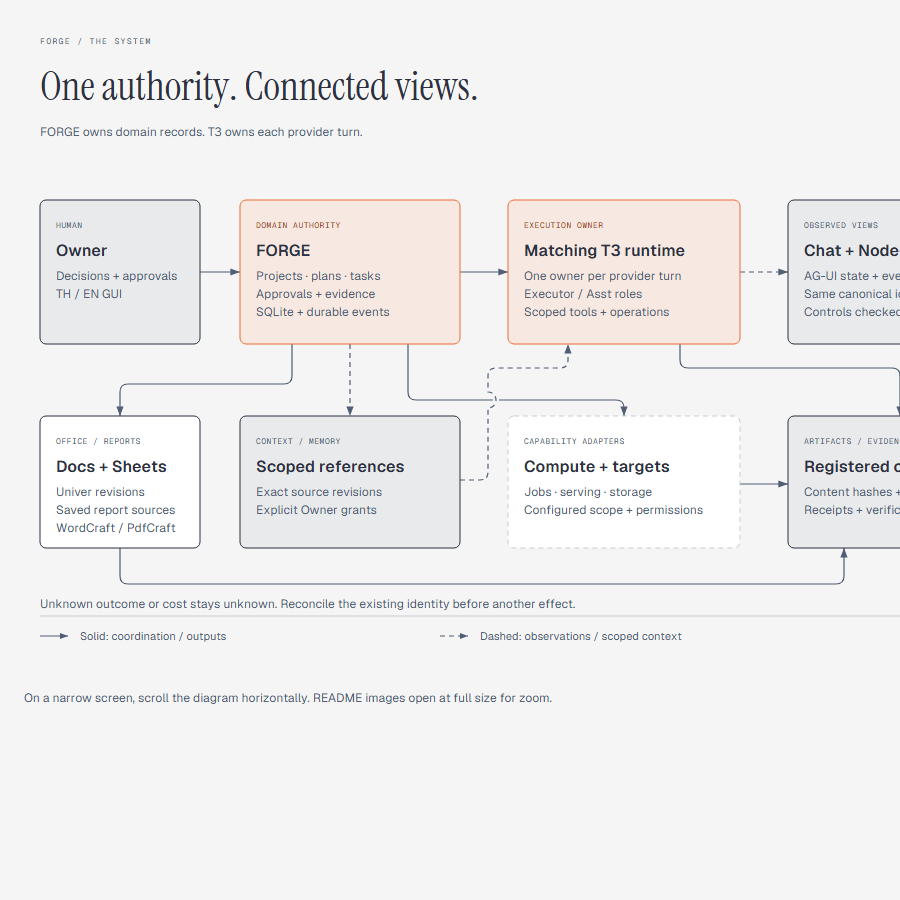 FORGE / THE SYSTEM
One authority. Connected views.
FORGE owns domain records. T3 owns each provider turn.
HUMAN
Owner
Decisions + approvals
TH / EN GUI
DOMAIN AUTHORITY
FORGE
Projects · plans · tasks
Approvals + evidence
SQLite + durable events
EXECUTION OWNER
Matching T3 runtime
One owner per provider turn
Executor / Asst roles
Scoped tools + operations
OBSERVED VIEWS
Chat + Node
AG-UI state + eve
Same canonical i
Controls checked
OFFICE / REPORTS
Docs + Sheets
Univer revisions
Saved report sources
WordCraft / PdfCraft
CONTEXT / MEMORY
Scoped references
Exact source revisions
Explicit Owner grants
CAPABILITY ADAPTERS
Compute + targets
Jobs · serving · storage
Configured scope + permissions
ARTIFACTS / EVIDEN
Registered
Content hashes +
Receipts + verific
Unknown outcome or cost stays unknown. Reconcile the existing identity before another effect.
Solid: coordination / outputs
Dashed: observations / scoped context
On a narrow screen, scroll the diagram horizontally. README images open at full size for zoom.